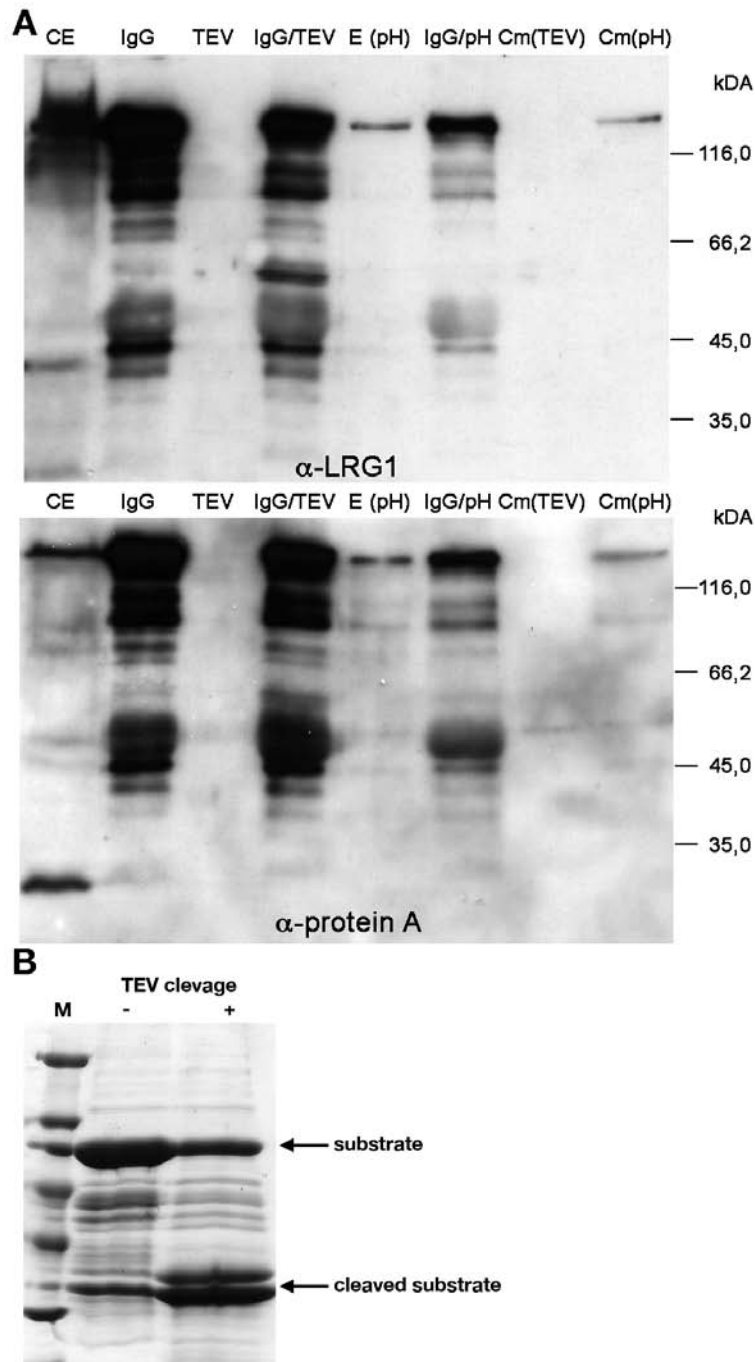 A
CE IgG TEV IgG/TEV E (pH) IgG/pH Cm(TEV) Cm(pH)
kDA
116,0
66,2
45,0
35,0
α-LRG1
CE IgG TEV IgG/TEV E (pH) IgG/pH Cm(TEV) Cm(pH)
kDA
116,0
66,2
45,0
35,0
α-protein A
B
TEV clevage
M - +
substrate
cleaved substrate